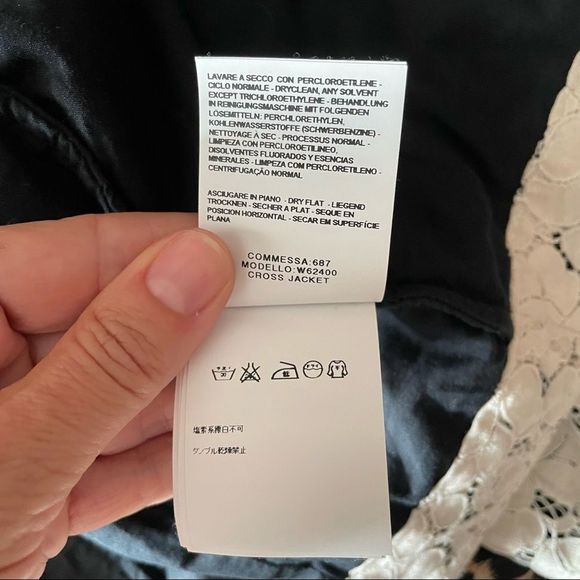 LAVARE A SECCO CON PERCLOROETILENE -
CICLO NORMALE - DRYCLEAN, ANY SOLVENT
EXCEPT TRICHLOROETHYLENE - BEHANDLUNG
IN REINIGUNGSMASCHINE MIT FOLGENDEN
LOSEMITTELN: PERCHLORETHYLEN,
KOHLENWASSERSTOFFE (SCHWERBENZINE) -
NETTOYAGE À SEC - PROCESSUS NORMAL -
LIMPIEZA CON PERCLOROETILINEO,
DISOLVENTES FLUORADOS Y ESENCIAS
MINERALES - LIMPEZA COM PERCLORETILENO -
CENTRIFUGAÇÃO NORMAL
ASCIUGARE IN PIANO - DRY FLAT - LIEGEND
TROCKNEN - SECHER A PLAT - SEQUE EN
POSICION HORIZONTAL - SECAR EM SUPERFÍCIE
PLANA
COMMESSA:687
MODELLO:W62400
CROSS JACKET
塩素系漂白不可
タンブル乾燥禁止